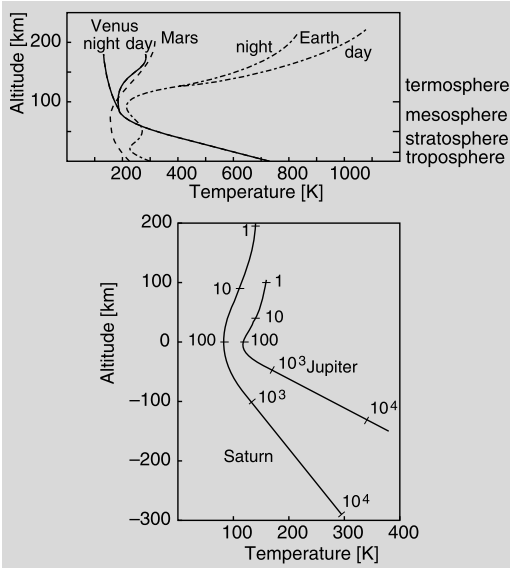 Altitude [km]
200
100
Venus
night day
Mars
night
Earth
day
termosphere
mesosphere
stratosphere
troposphere
200
400
600
800
1000
Temperature [K]
Altitude [km]
200
100
0
–100
–200
–300
1
10
100
10³
10⁴
1
10
100
10³ Jupiter
10⁴
Saturn
100
200
300
400
Temperature [K]